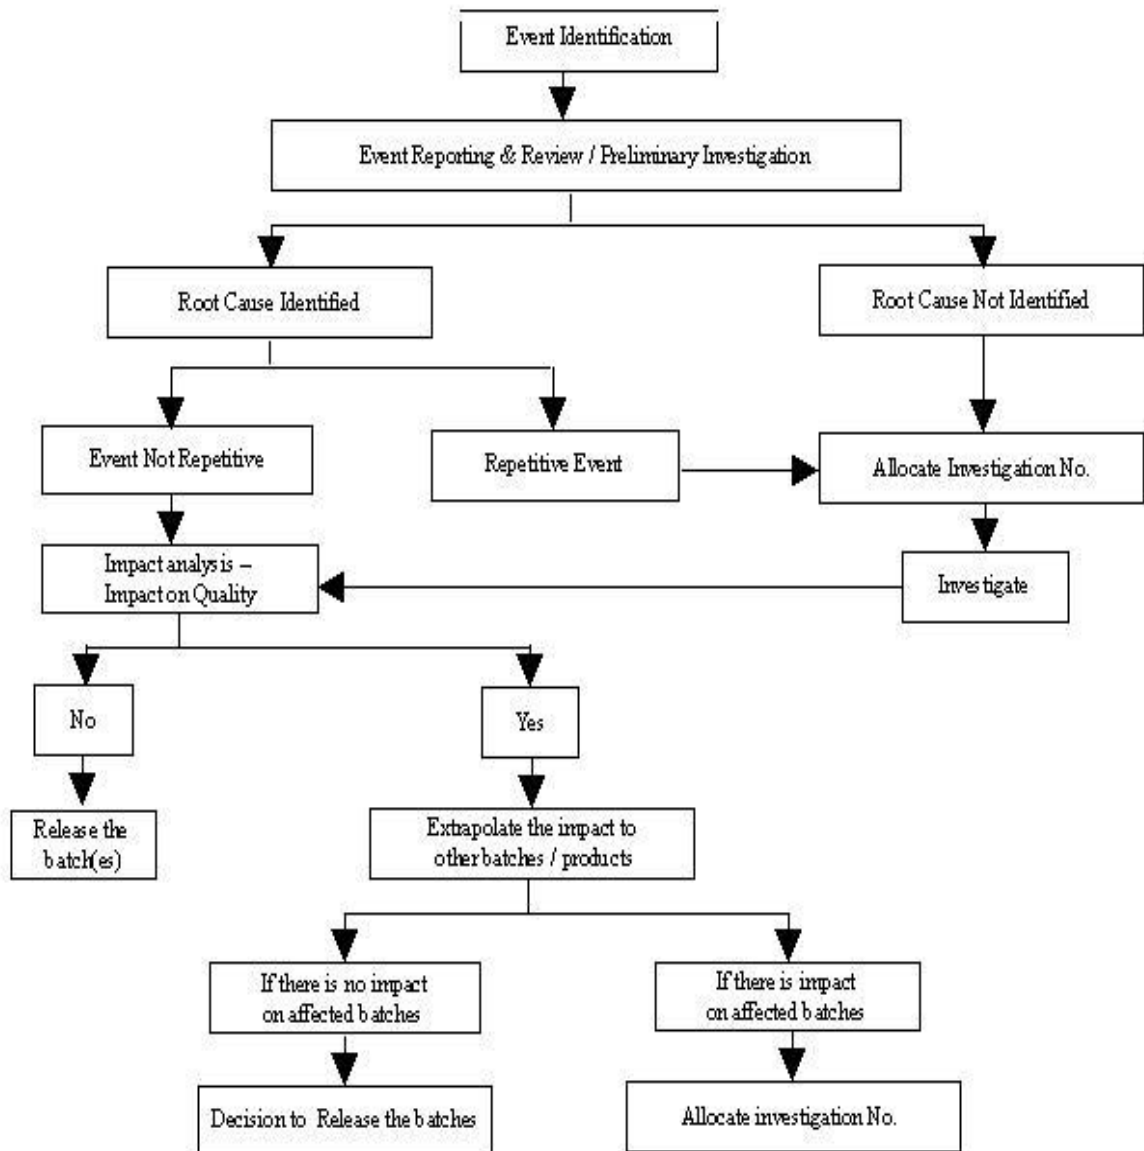 Event Identification
Event Reporting & Review / Preliminary Investigation
Root Cause Identified
Root Cause Not Identified
Event Not Repetitive
Repetitive Event
Allocate Investigation No.
Impact analysis –
Impact on Quality
Investigate
No
Yes
Release the
batch(es)
Extrapolate the impact to
other batches / products
If there is no impact
on affected batches
If there is impact
on affected batches
Decision to Release the batches
Allocate investigation No.